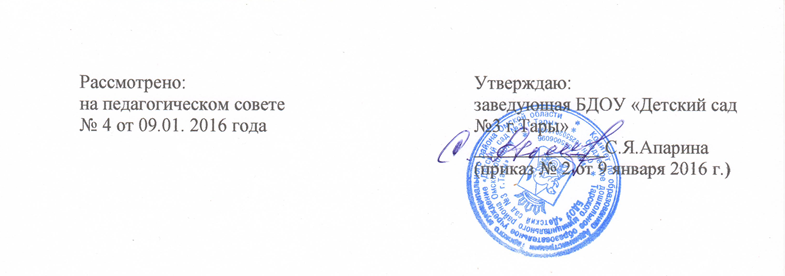 Рассмотрено:
на педагогическом совете
№ 4 от 09.01. 2016 года
Утверждаю:
заведующая БДОУ «Детский сад
№3 г.Тары»
С.Я.Апарина
(приказ № 2 от 9 января 2016 г.)